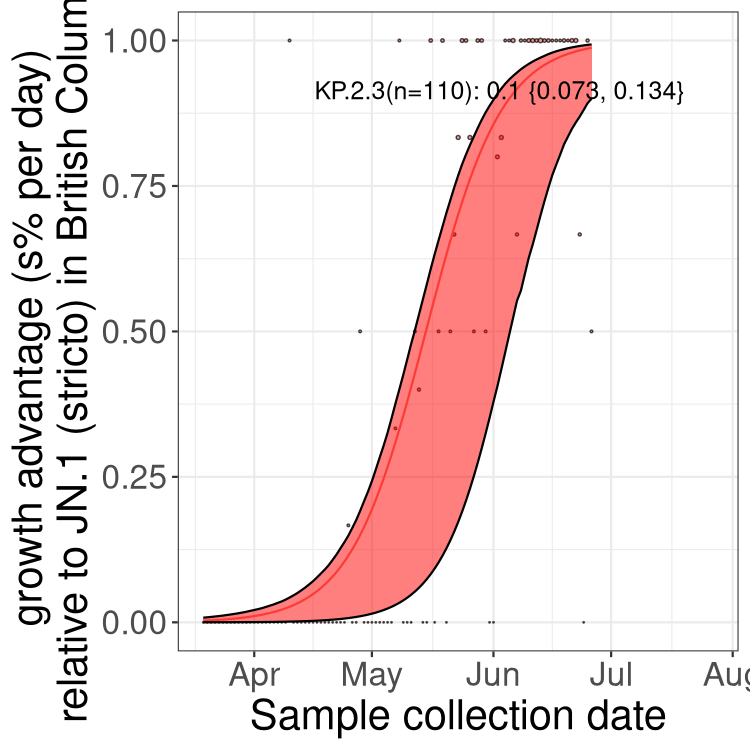 growth advantage (s% per day)
relative to JN.1 (stricto) in British Colum
1.00
0.75
0.50
0.25
0.00
KP.2.3(n=110): 0.1 {0.073, 0.134}
Apr
May
Jun
Jul
Aug
Sample collection date